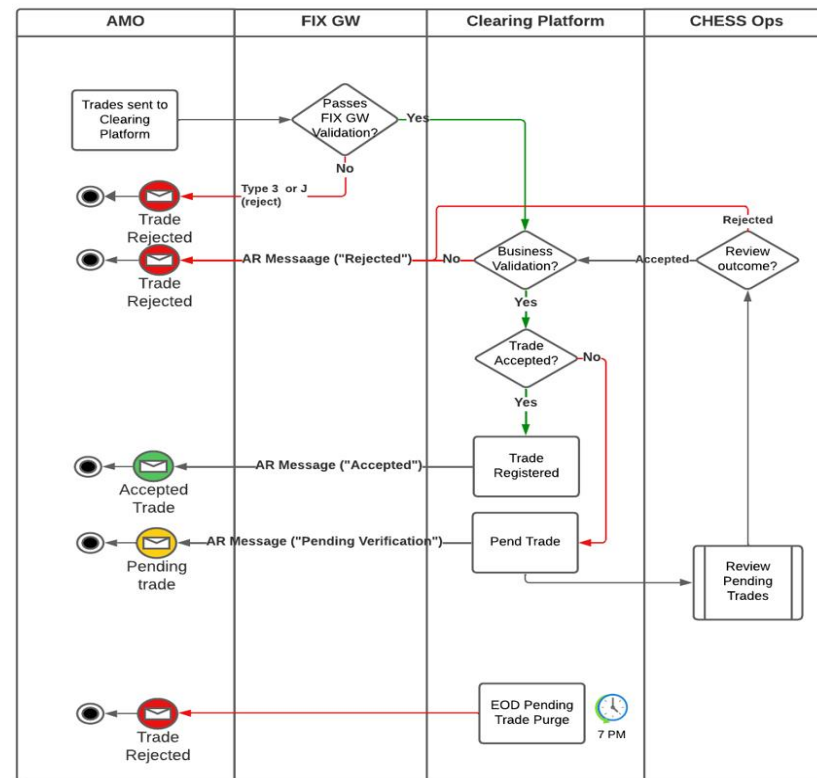 AMO
FIX GW
Clearing Platform
CHESS Ops
Trades sent to
Clearing
Platform
Passes
FIX GW
Validation?
Yes
No
Type 3 or J
(reject)
Trade
Rejected
Rejected
Business
Validation?
Review
outcome?
Accepted
No
AR Messaage ("Rejected")
Trade
Rejected
Yes
Trade
Accepted?
No
Yes
Trade
Registered
AR Message ("Accepted")
Accepted
Trade
Pend Trade
AR Message ("Pending Verification")
Pending
trade
Review
Pending
Trades
EOD Pending
Trade Purge
7 PM
Trade
Rejected